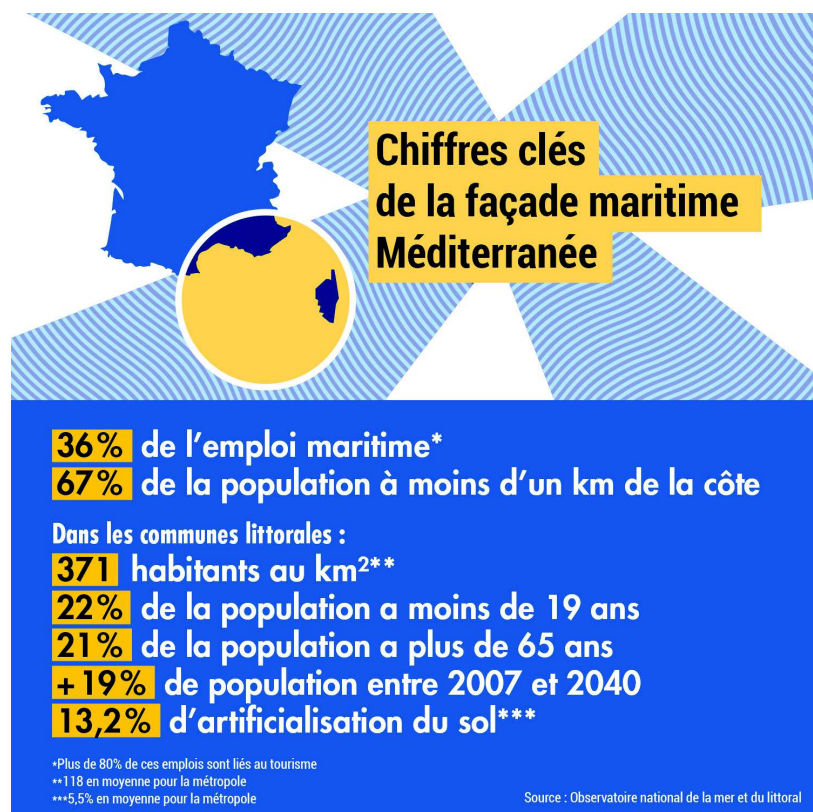 Chiffres clés
de la façade maritime
Méditerranée
36% de l'emploi maritime*
67% de la population à moins d'un km de la côte
Dans les communes littorales :
371 habitants au km²**
22% de la population a moins de 19 ans
21% de la population a plus de 65 ans
+19% de population entre 2007 et 2040
13,2% d'artificialisation du sol***
*Plus de 80% de ces emplois sont liés au tourisme
**118 en moyenne pour la métropole
***5,5% en moyenne pour la métropole
Source : Observatoire national de la mer et du littoral